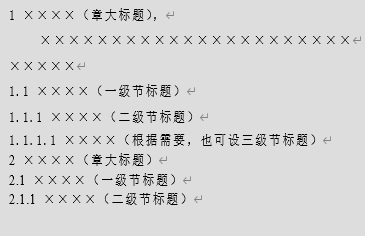 1 ××××（章大标题），↵
××××××××××××××××××××××↵
×××××↵
1.1 ××××（一级节标题）↵
1.1.1 ××××（二级节标题）↵
1.1.1.1 ××××（根据需要，也可设三级节标题）↵
2 ××××（章大标题）↵
2.1 ××××（一级节标题）↵
2.1.1 ××××（二级节标题）↵